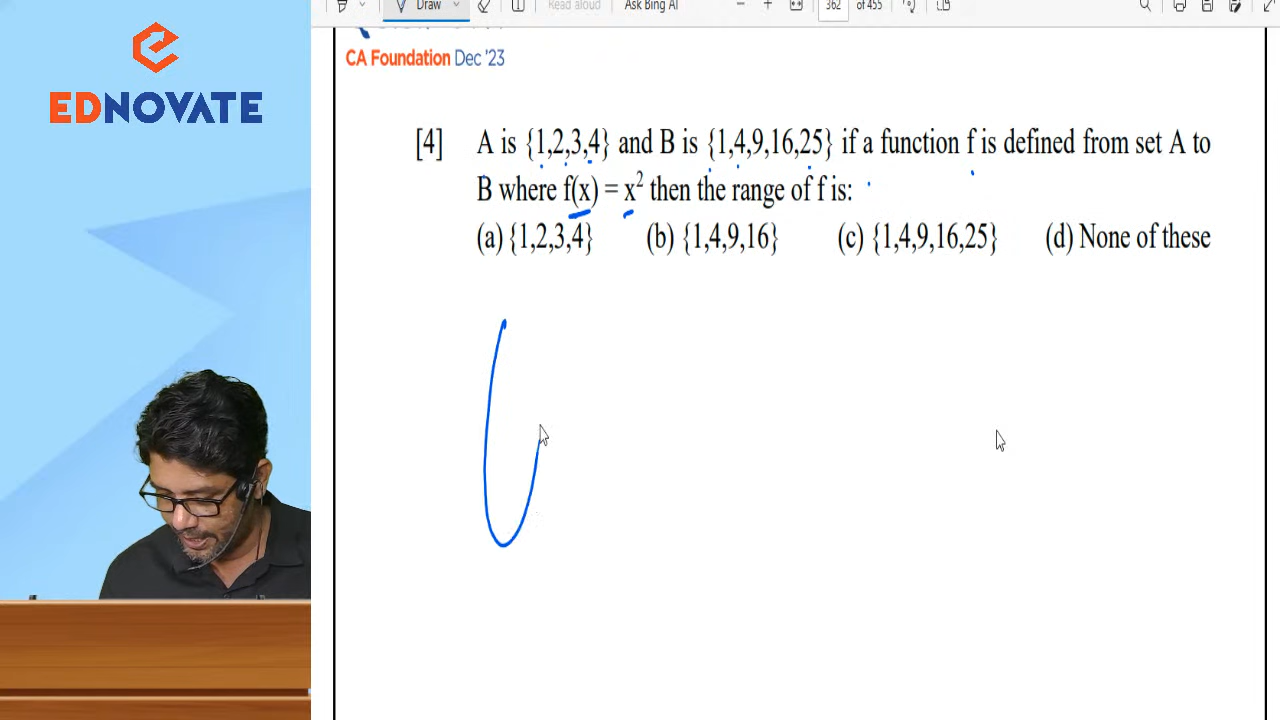 Draw
Read aloud
Ask Bing AI
362 of 455
EDNOVATE
CA Foundation Dec '23
[4] A is {1,2,3,4} and B is {1,4,9,16,25} if a function f is defined from set A to
B where f(x) = x² then the range of f is:
(a) {1,2,3,4} (b) {1,4,9,16} (c) {1,4,9,16,25} (d) None of these